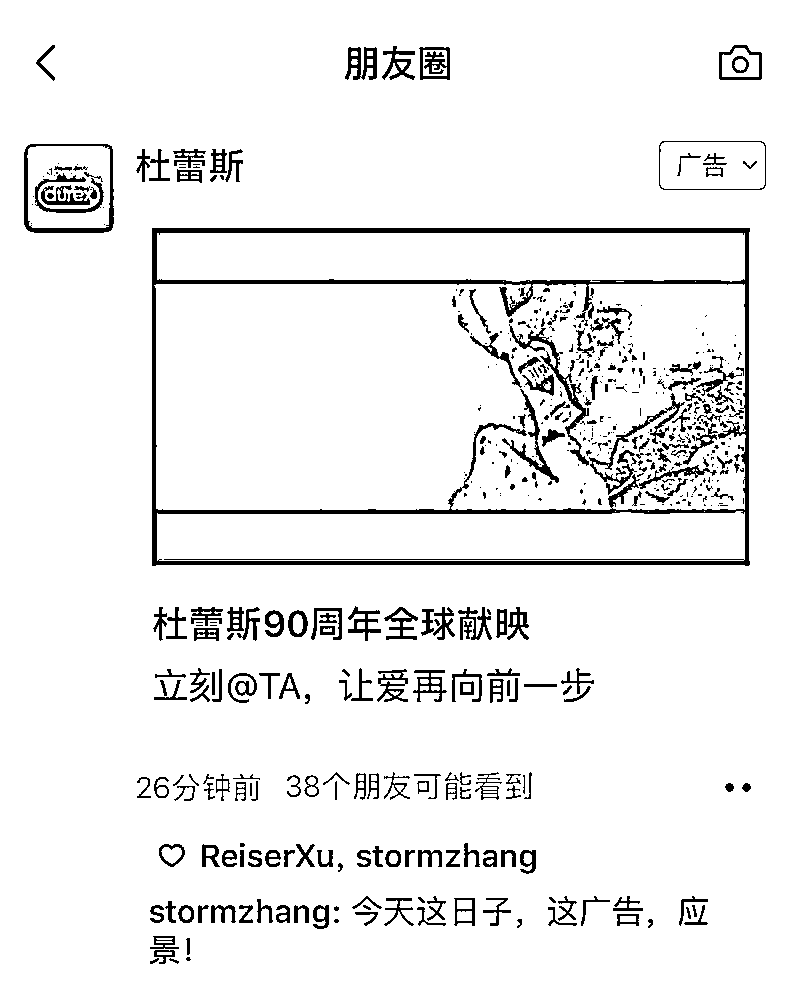 朋友圈
杜蕾斯
广告
durex
杜蕾斯90周年全球献映
立刻@TA，让爱再向前一步
26分钟前 38个朋友可能看到
ReiserXu, stormzhang
stormzhang: 今天这日子，这广告，应
景！